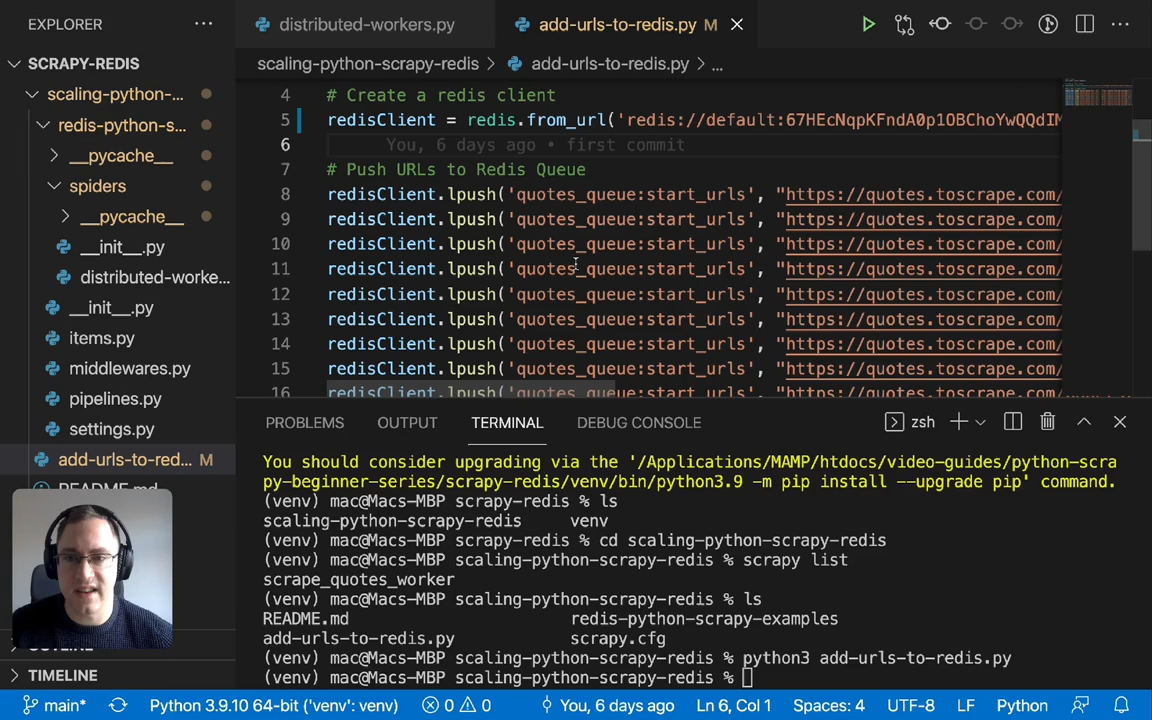 EXPLORER ...
SCRAPY-REDIS
scaling-python-...
redis-python-s...
__pycache__
spiders
__pycache__
__init__.py
distributed-worke...
__init__.py
items.py
middlewares.py
pipelines.py
settings.py
add-urls-to-red... M
README.md
TIMELINE
distributed-workers.py
add-urls-to-redis.py M
scaling-python-scrapy-redis > add-urls-to-redis.py > ...
4 # Create a redis client
5 redisClient = redis.from_url('redis://default:67HEcNqpKFndA0p1OBChoYwQQdIM
6 You, 6 days ago • first commit
7 # Push URLs to Redis Queue
8 redisClient.lpush('quotes_queue:start_urls', "https://quotes.toscrape.com/
9 redisClient.lpush('quotes_queue:start_urls', "https://quotes.toscrape.com/
10 redisClient.lpush('quotes_queue:start_urls', "https://quotes.toscrape.com/
11 redisClient.lpush('quotes_queue:start_urls', "https://quotes.toscrape.com/
12 redisClient.lpush('quotes_queue:start_urls', "https://quotes.toscrape.com/
13 redisClient.lpush('quotes_queue:start_urls', "https://quotes.toscrape.com/
14 redisClient.lpush('quotes_queue:start_urls', "https://quotes.toscrape.com/
15 redisClient.lpush('quotes_queue:start_urls', "https://quotes.toscrape.com/
16 redisClient.lpush('quotes_queue:start_urls', "https://quotes.toscrape.com/
PROBLEMS OUTPUT TERMINAL DEBUG CONSOLE zsh
You should consider upgrading via the '/Applications/MAMP/htdocs/video-guides/python-scra
py-beginner-series/scrapy-redis/venv/bin/python3.9 -m pip install --upgrade pip' command.
(venv) mac@Macs-MBP scrapy-redis % ls
scaling-python-scrapy-redis venv
(venv) mac@Macs-MBP scrapy-redis % cd scaling-python-scrapy-redis
(venv) mac@Macs-MBP scaling-python-scrapy-redis % scrapy list
scrape_quotes_worker
(venv) mac@Macs-MBP scaling-python-scrapy-redis % ls
README.md redis-python-scrapy-examples
add-urls-to-redis.py scrapy.cfg
(venv) mac@Macs-MBP scaling-python-scrapy-redis % python3 add-urls-to-redis.py
(venv) mac@Macs-MBP scaling-python-scrapy-redis %
main* Python 3.9.10 64-bit ('venv': venv) 0 0 You, 6 days ago Ln 6, Col 1 Spaces: 4 UTF-8 LF Python